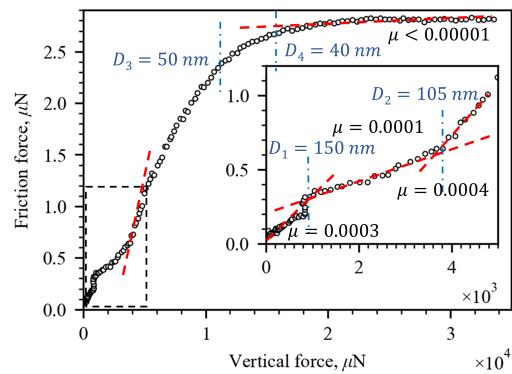 μ < 0.00001
D₃ = 50 nm
D₄ = 40 nm
2.5
2.0
1.5
1.0
0.5
0.0
Friction force, μN
1.0
0.5
0.0
D₂ = 105 nm
μ = 0.0001
D₁ = 150 nm
μ = 0.0004
μ = 0.0003
0 2 4
×10³
0 1 2 3
×10⁴
Vertical force, μN